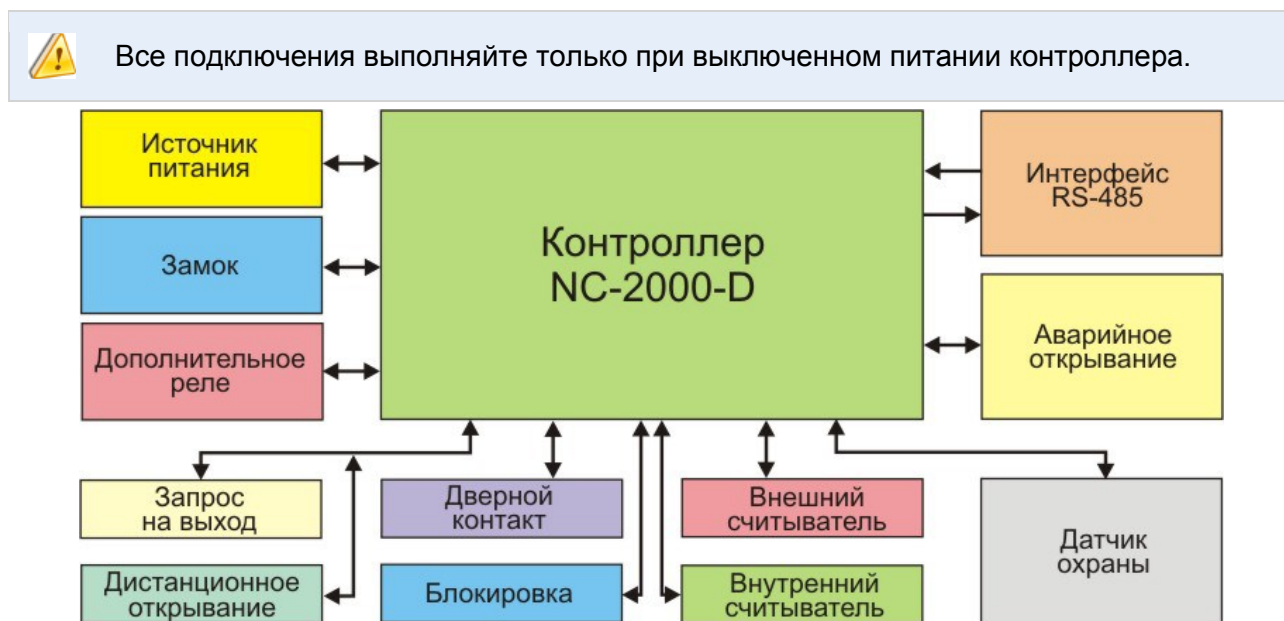 Все подключения выполняйте только при выключенном питании контроллера.
Источник
питания
Замок
Дополнительное
реле
Контроллер
NC-2000-D
Интерфейс
RS-485
Аварийное
открывание
Запрос
на выход
Дверной
контакт
Внешний
считыватель
Датчик
охраны
Дистанционное
открывание
Блокировка
Внутренний
считыватель